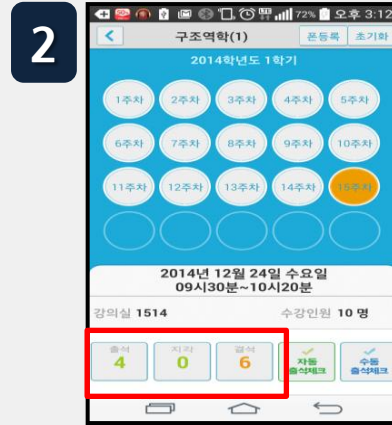 2
72% 오후 3:12
구조역학(1) 폰등록 초기화
2014학년도 1학기
1주차 2주차 3주차 4주차 5주차
6주차 7주차 8주차 9주차 10주차
11주차 12주차 13주차 14주차 15주차
2014년 12월 24일 수요일
09시30분~10시20분
강의실 1514 수강인원 10 명
출석 지각 결석
4 0 6
자동 수동
출석체크 출석체크